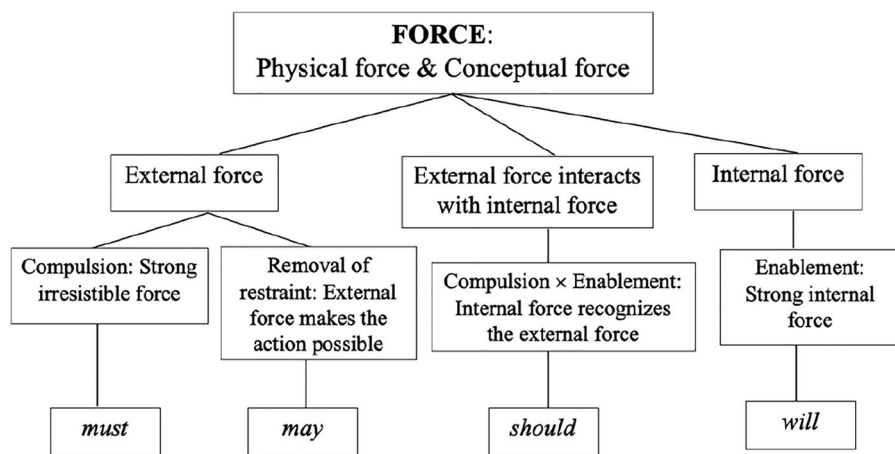 FORCE:
Physical force & Conceptual force
External force
External force interacts
with internal force
Internal force
Compulsion: Strong
irresistible force
Removal of
restraint: External
force makes the
action possible
Compulsion × Enablement:
Internal force recognizes
the external force
Enablement:
Strong internal
force
must
may
should
will